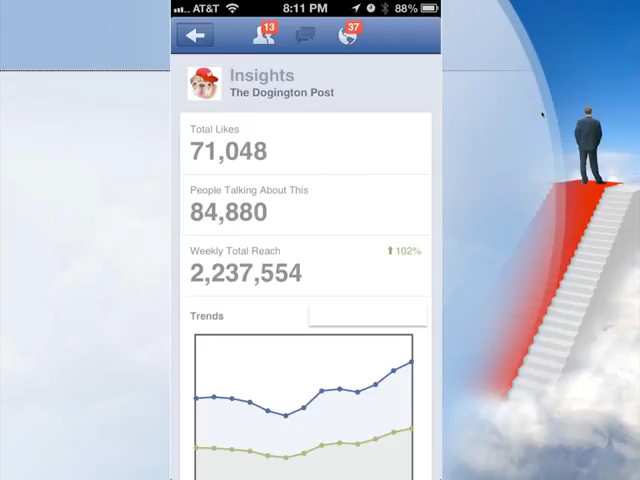 AT&T 8:11 PM 88%
13 37
Insights
The Dogington Post
Total Likes
71,048
People Talking About This
84,880
Weekly Total Reach 102%
2,237,554
Trends